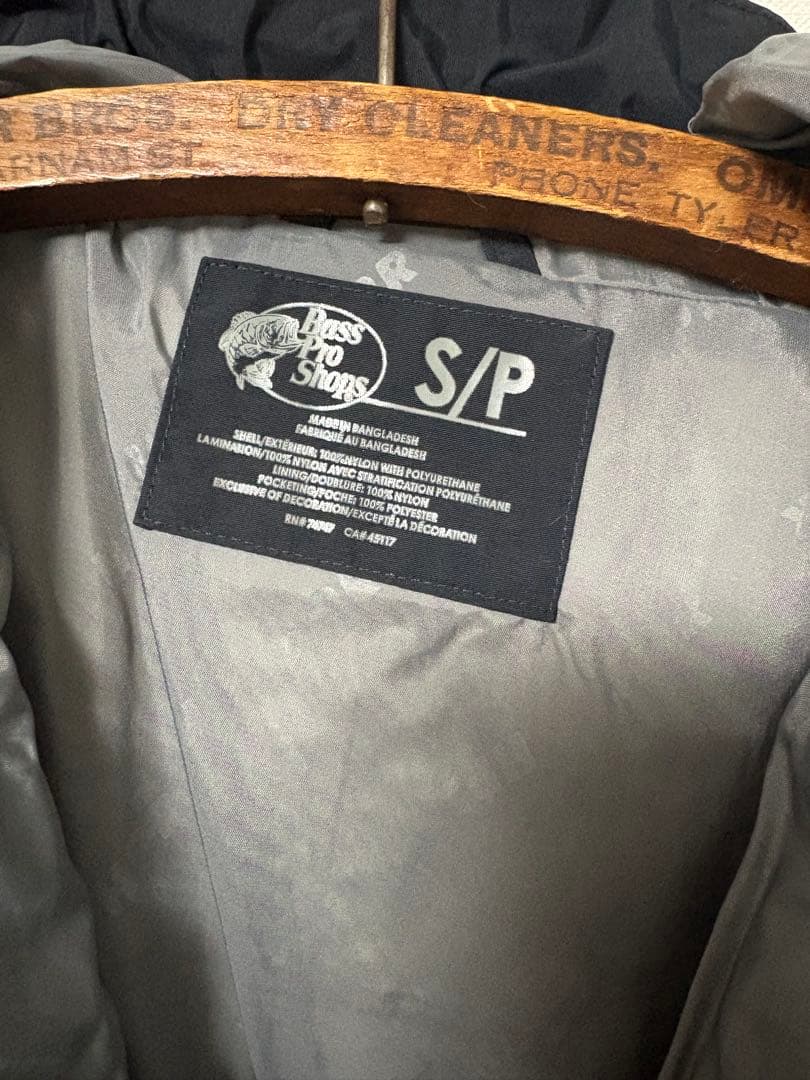 R BROS. DRY CLEANERS, OM
ARNAM ST. PHONE TYLER
Bass
Pro
Shops
S/P
MADE IN BANGLADESH
FABRIQUÉ AU BANGLADESH
SHELL/EXTÉRIEUR: 100% NYLON WITH POLYURETHANE
LAMINATION/100% NYLON AVEC STRATIFICATION POLYURÉTHANE
LINING/DOUBLURE: 100% NYLON
POCKETING/POCHE: 100% POLYESTER
EXCLUSIVE OF DECORATION/EXCEPTÉ LA DÉCORATION
RN# CA# 45117